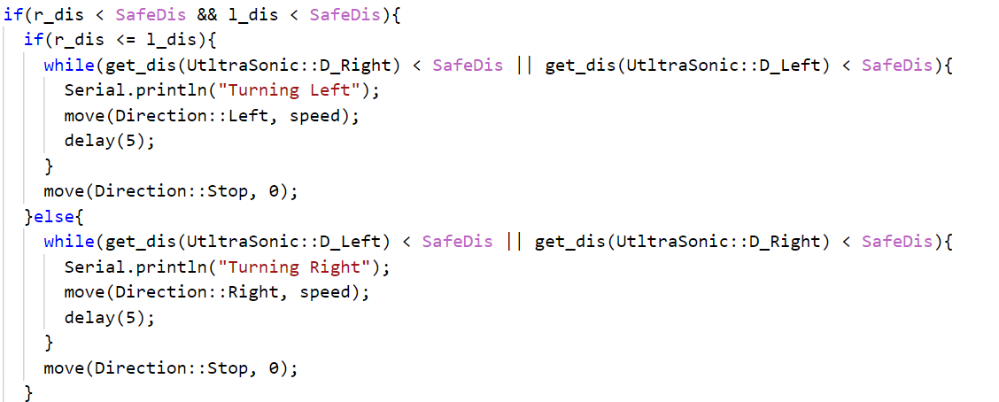 if(r_dis < SafeDis && l_dis < SafeDis){
  if(r_dis <= l_dis){
    while(get_dis(UtltraSonic::D_Right) < SafeDis || get_dis(UtltraSonic::D_Left) < SafeDis){
      Serial.println("Turning Left");
      move(Direction::Left, speed);
      delay(5);
    }
    move(Direction::Stop, 0);
  }else{
    while(get_dis(UtltraSonic::D_Left) < SafeDis || get_dis(UtltraSonic::D_Right) < SafeDis){
      Serial.println("Turning Right");
      move(Direction::Right, speed);
      delay(5);
    }
    move(Direction::Stop, 0);
  }